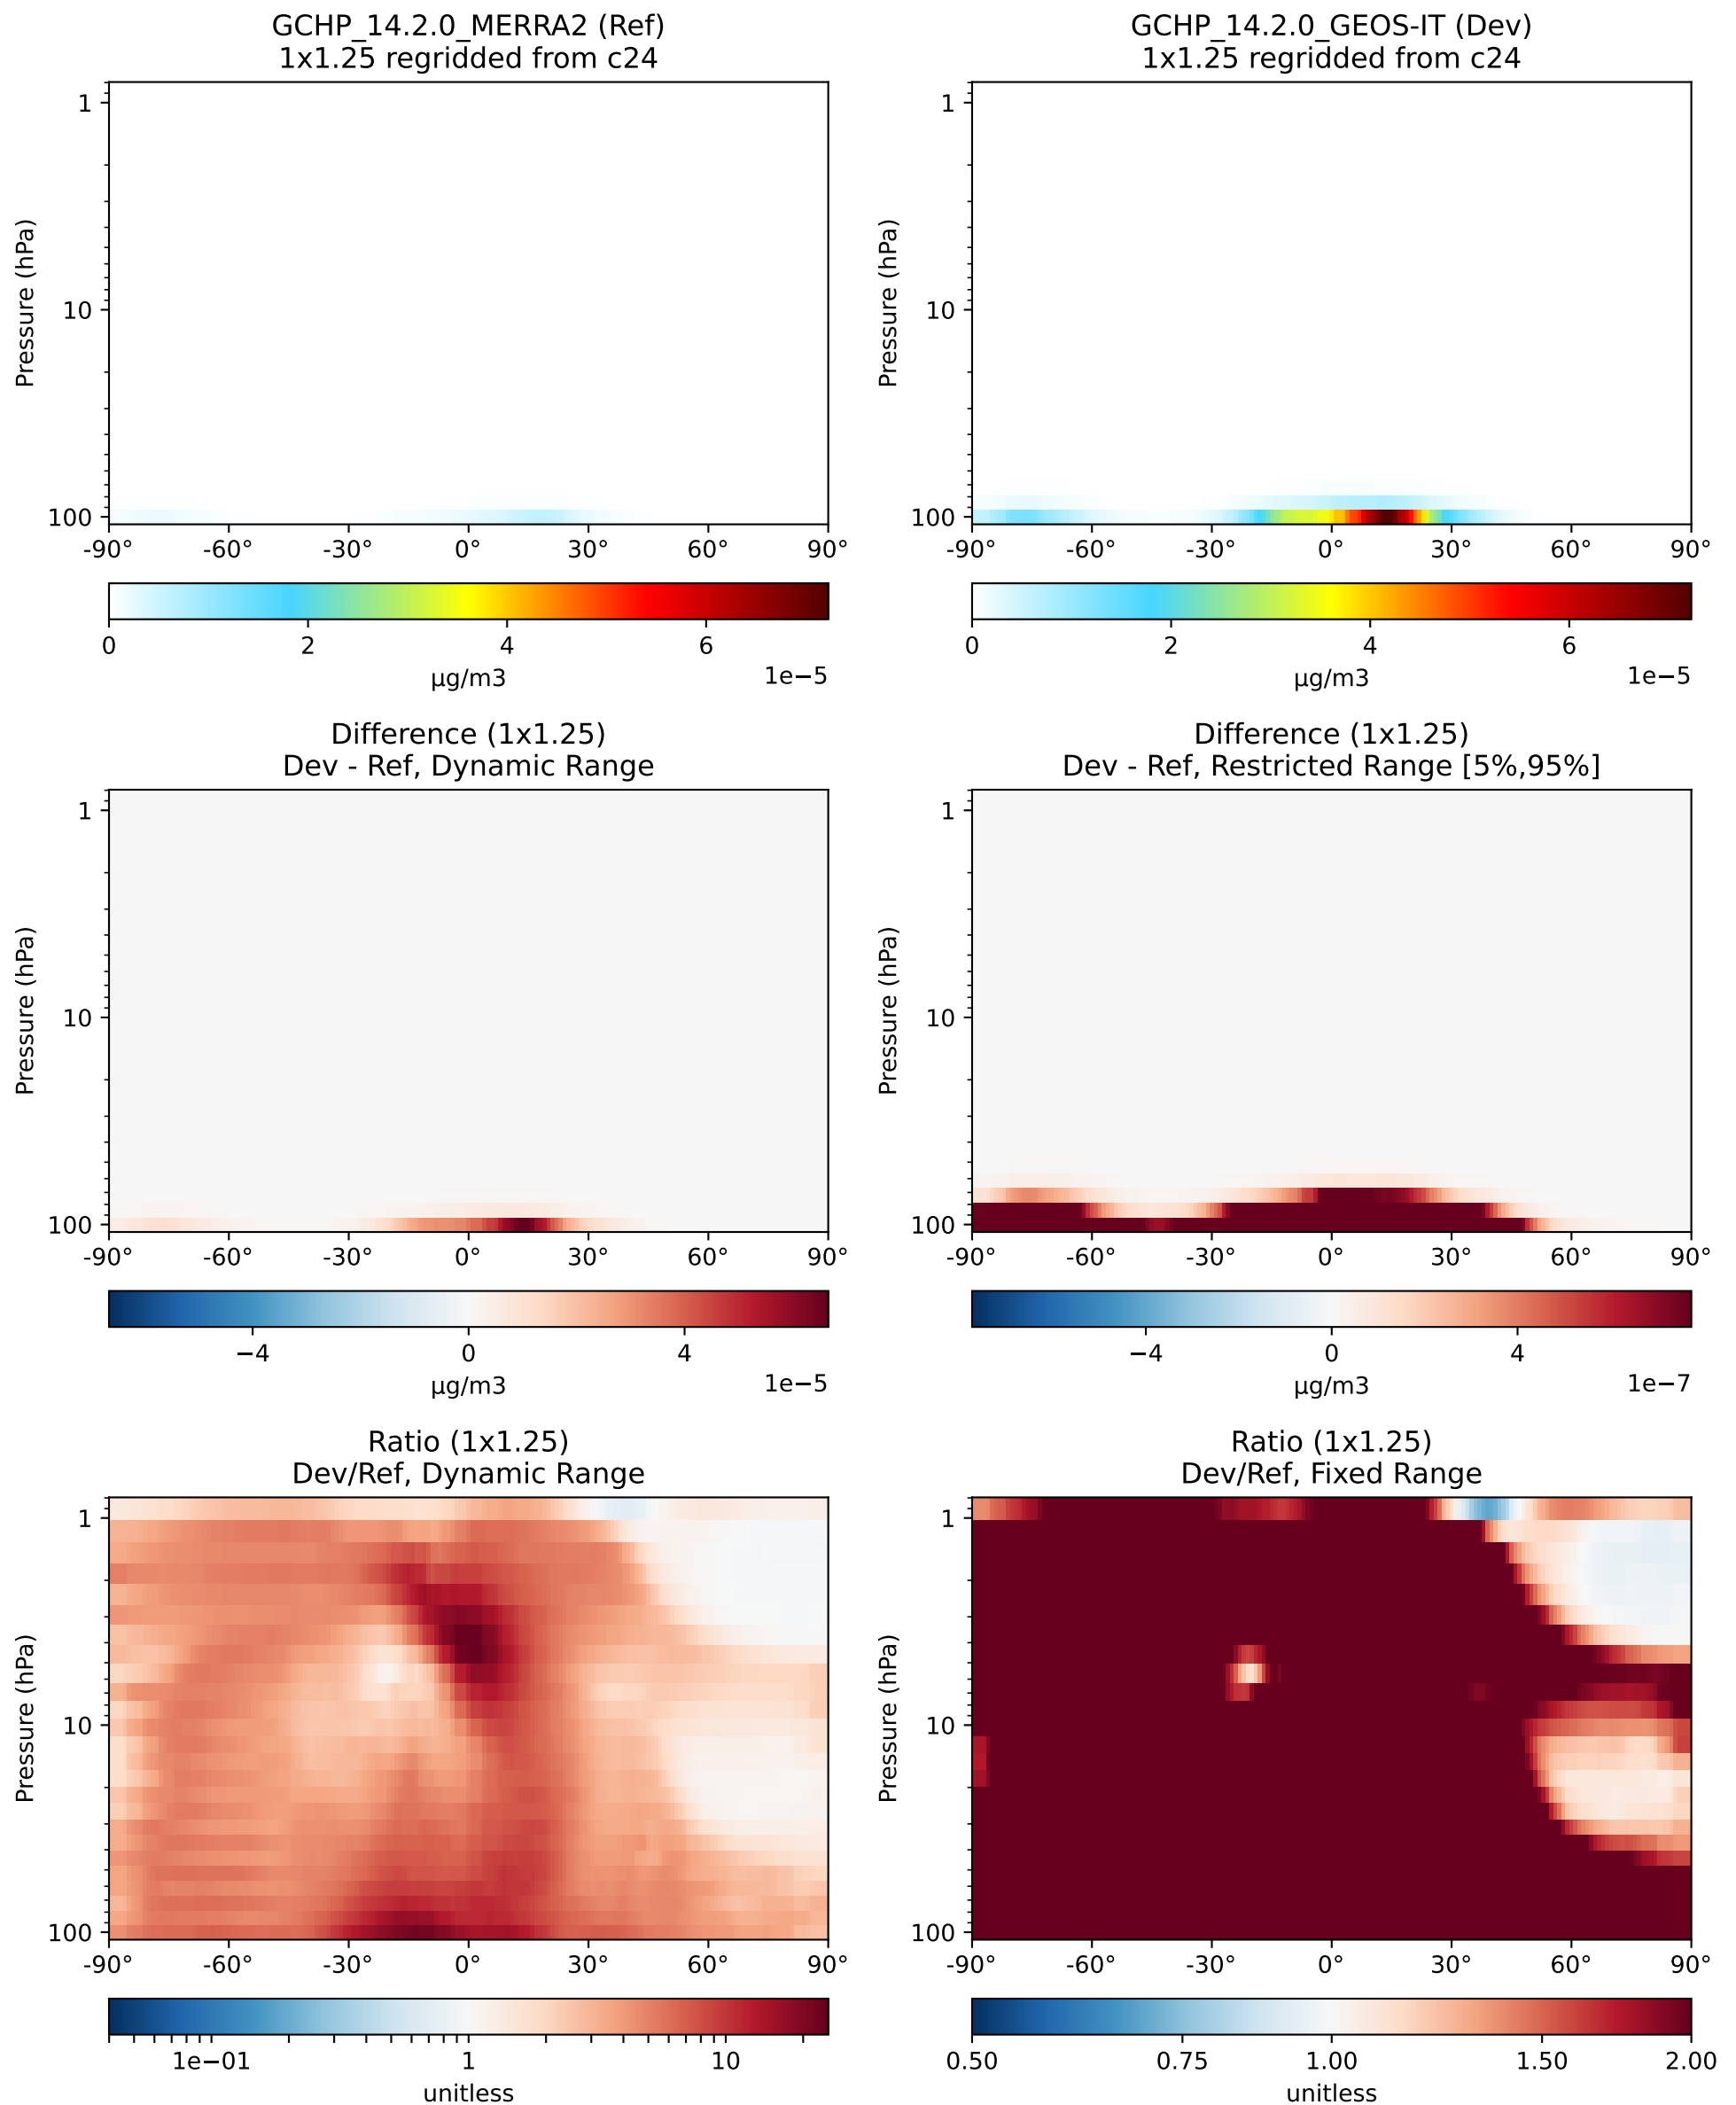 GCHP_14.2.0_MERRA2 (Ref)
1x1.25 regridded from c24
GCHP_14.2.0_GEOS-IT (Dev)
1x1.25 regridded from c24
Pressure (hPa)
1
10
100
-90° -60° -30° 0° 30° 60° 90°
0 2 4 6
µg/m3
1e−5
Pressure (hPa)
1
10
100
-90° -60° -30° 0° 30° 60° 90°
0 2 4 6
µg/m3
1e−5
Difference (1x1.25)
Dev - Ref, Dynamic Range
Difference (1x1.25)
Dev - Ref, Restricted Range [5%,95%]
Pressure (hPa)
1
10
100
-90° -60° -30° 0° 30° 60° 90°
−4 0 4
µg/m3
1e−5
Pressure (hPa)
1
10
100
-90° -60° -30° 0° 30° 60° 90°
−4 0 4
µg/m3
1e−7
Ratio (1x1.25)
Dev/Ref, Dynamic Range
Ratio (1x1.25)
Dev/Ref, Fixed Range
Pressure (hPa)
1
10
100
-90° -60° -30° 0° 30° 60° 90°
1e−01 1 10
unitless
Pressure (hPa)
1
10
100
-90° -60° -30° 0° 30° 60° 90°
0.50 0.75 1.00 1.50 2.00
unitless